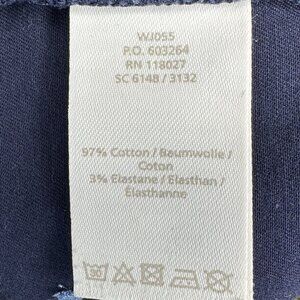 WJ055
P.O. 603264
RN 118027
SC 6148 / 3132
97% Cotton / Baumwolle /
Coton
3% Elastane / Elasthan /
Élasthanne